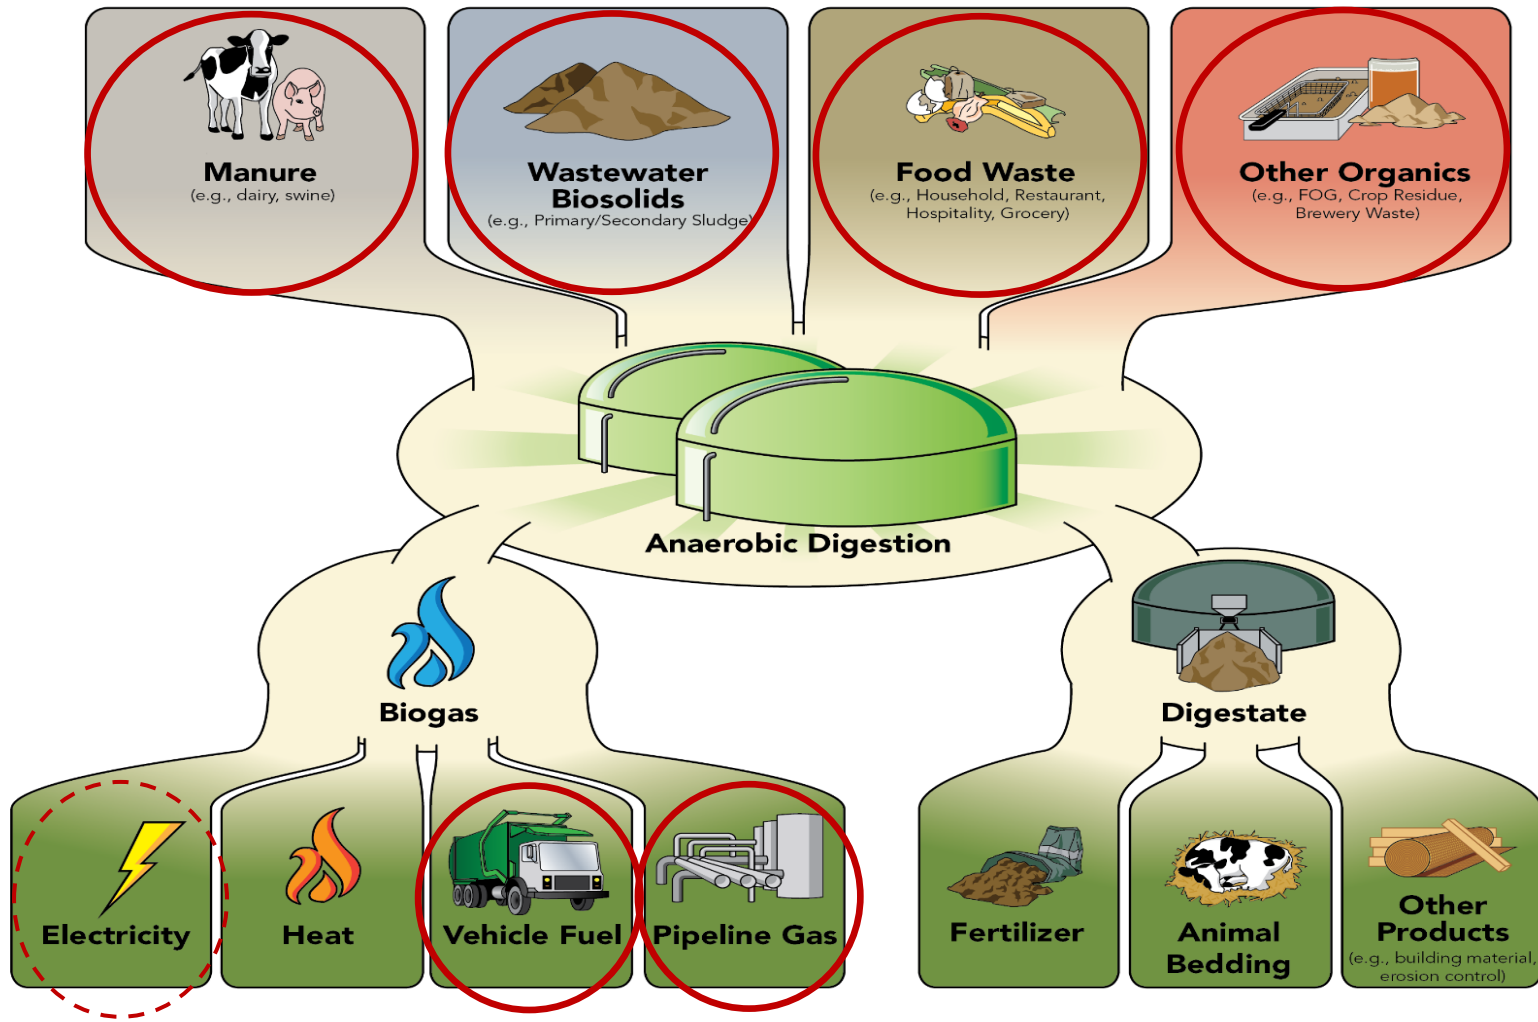 Manure
(e.g., dairy, swine)
Wastewater
Biosolids
(e.g., Primary/Secondary Sludge)
Food Waste
(e.g., Household, Restaurant,
Hospitality, Grocery)
Other Organics
(e.g., FOG, Crop Residue,
Brewery Waste)
Anaerobic Digestion
Biogas
Digestate
Electricity
Heat
Vehicle Fuel
Pipeline Gas
Fertilizer
Animal
Bedding
Other
Products
(e.g., building material,
erosion control)